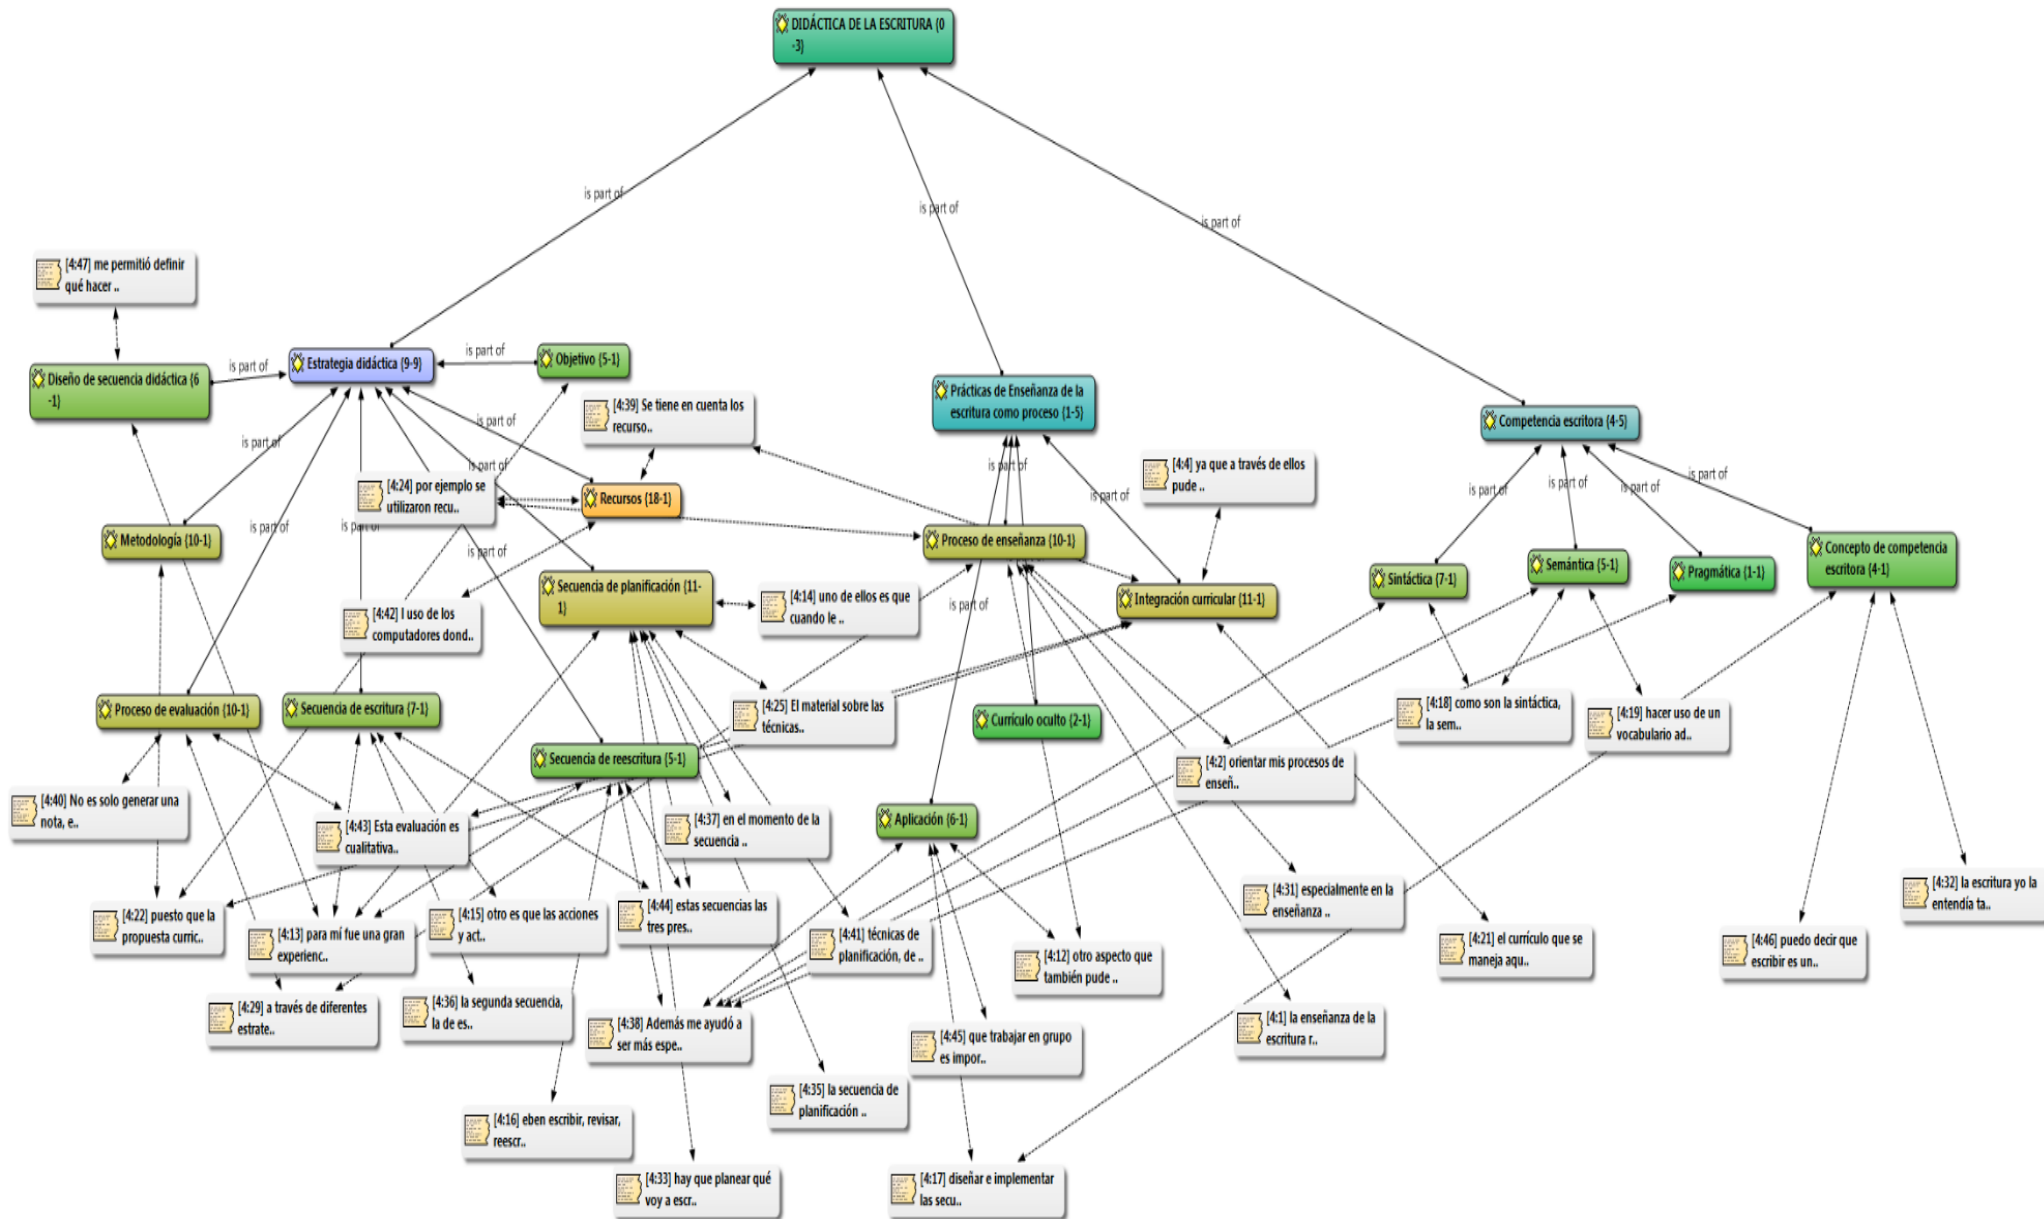 DIDÁCTICA DE LA ESCRITURA {0
-3}
is part of
is part of
is part of
[4:47] me permitió definir
qué hacer ..
Diseño de secuencia didáctica {6
-1}
is part of
Estrategia didáctica {9-9}
is part of
Objetivo {5-1}
[4:39] Se tiene en cuenta los
recurso..
Prácticas de Enseñanza de la
escritura como proceso {1-5}
Competencia escritora {4-5}
is part of
is part of
is part of
is part of
[4:4] ya que a través de ellos
pude ..
is part of
is part of
is part of
is part of
is part of
[4:24] por ejemplo se
utilizaron recu..
Recursos {18-1}
is part of
is part of
is part of
Metodología {10-1}
Proceso de enseñanza {10-1}
Concepto de competencia
escritora {4-1}
Sintáctica {7-1}
Semántica {5-1}
Pragmática {1-1}
Secuencia de planificación {11-
1}
[4:14] uno de ellos es que
cuando le ..
is part of
Integración curricular {11-1}
[4:42] l uso de los
computadores dond..
Proceso de evaluación {10-1}
Secuencia de escritura {7-1}
[4:25] El material sobre las
técnicas..
Currículo oculto {2-1}
[4:18] como son la sintáctica,
la sem..
[4:19] hacer uso de un
vocabulario ad..
Secuencia de reescritura {5-1}
[4:2] orientar mis procesos de
enseñ..
[4:40] No es solo generar una
nota, e..
[4:43] Esta evaluación es
cualitativa..
[4:37] en el momento de la
secuencia ..
Aplicación {6-1}
[4:22] puesto que la
propuesta curric..
[4:13] para mí fue una gran
experienc..
[4:15] otro es que las acciones
y act..
[4:44] estas secuencias las
tres pres..
[4:41] técnicas de
planificación, de ..
[4:12] otro aspecto que
también pude ..
[4:31] especialmente en la
enseñanza ..
[4:21] el currículo que se
maneja aqu..
[4:46] puedo decir que
escribir es un..
[4:32] la escritura yo la
entendía ta..
[4:29] a través de diferentes
estrate..
[4:36] la segunda secuencia,
la de es..
[4:38] Además me ayudó a
ser más espe..
[4:45] que trabajar en grupo
es impor..
[4:1] la enseñanza de la
escritura r..
[4:35] la secuencia de
planificación ..
[4:16] eben escribir, revisar,
reescr..
[4:33] hay que planear qué
voy a escr..
[4:17] diseñar e implementar
las secu..